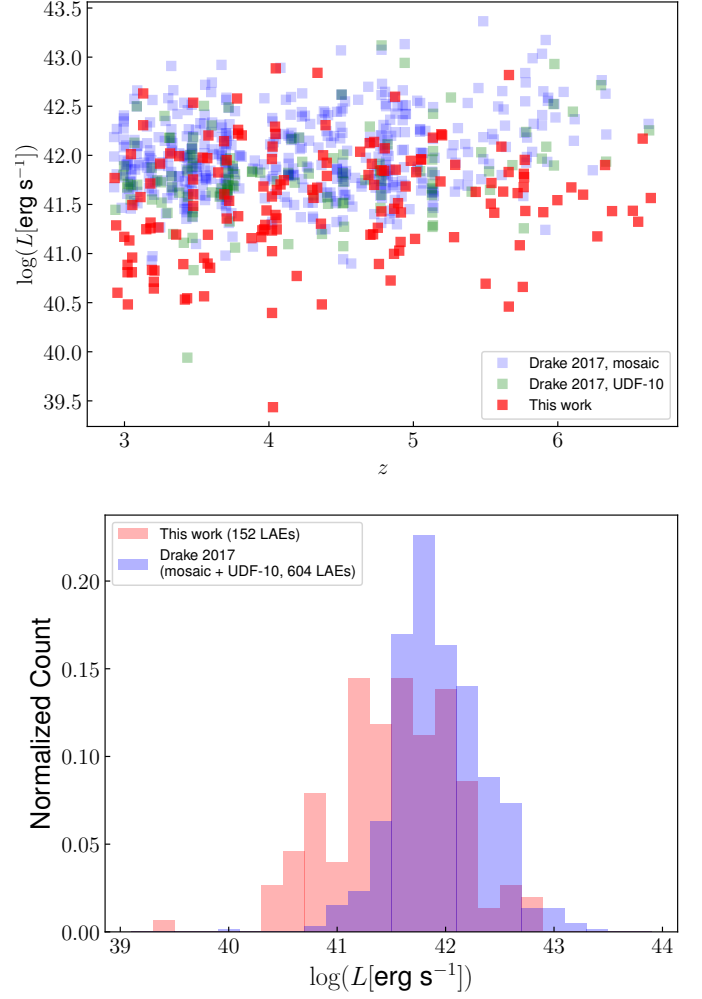 43.5
43.0
42.5
42.0
41.5
41.0
40.5
40.0
39.5
log(L[erg s⁻¹])
Drake 2017, mosaic
Drake 2017, UDF-10
This work
3 4 5 6
z
This work (152 LAEs)
Drake 2017
(mosaic + UDF-10, 604 LAEs)
0.20
0.15
0.10
0.05
0.00
Normalized Count
39 40 41 42 43 44
log(L[erg s⁻¹])